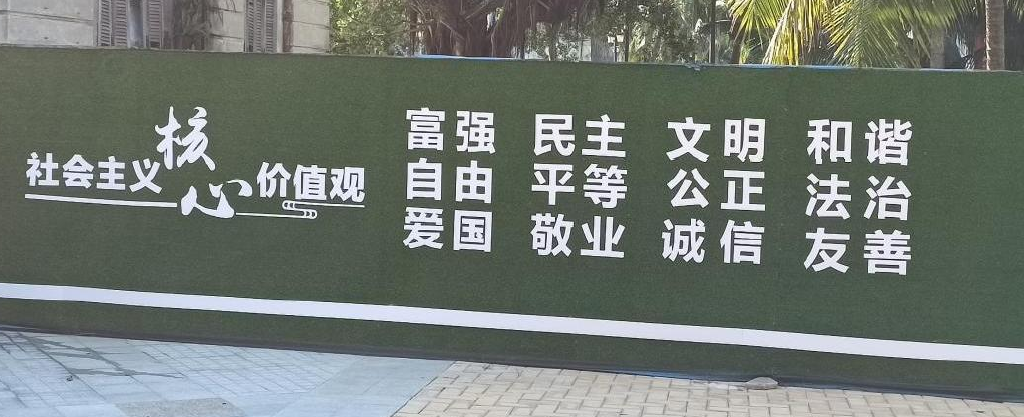 社会主义核心价值观
富强 民主 文明 和谐
自由 平等 公正 法治
爱国 敬业 诚信 友善